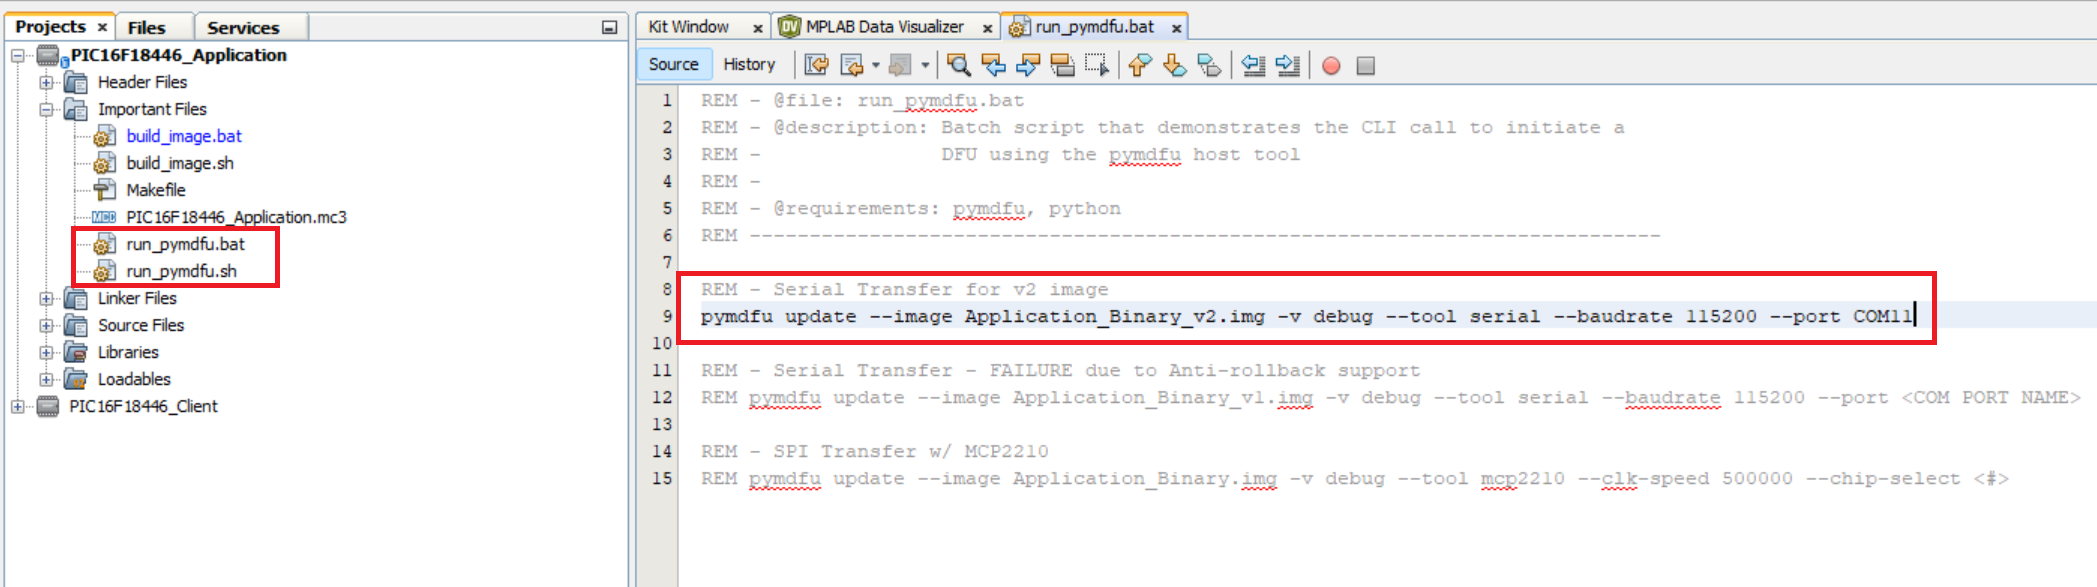 Projects × Files Services
PIC16F18446_Application
Header Files
Important Files
build_image.bat
build_image.sh
Makefile
PIC16F18446_Application.mc3
run_pymdfu.bat
run_pymdfu.sh
Linker Files
Source Files
Libraries
Loadables
PIC16F18446_Client
Kit Window × DV MPLAB Data Visualizer × run_pymdfu.bat ×
Source History
1 REM - @file: run_pymdfu.bat
2 REM - @description: Batch script that demonstrates the CLI call to initiate a
3 REM - DFU using the pymdfu host tool
4 REM -
5 REM - @requirements: pymdfu, python
6 REM ----------------------------------------------------------------------------
7
8 REM - Serial Transfer for v2 image
9 pymdfu update --image Application_Binary_v2.img -v debug --tool serial --baudrate 115200 --port COM11
10
11 REM - Serial Transfer - FAILURE due to Anti-rollback support
12 REM pymdfu update --image Application_Binary_v1.img -v debug --tool serial --baudrate 115200 --port <COM PORT NAME>
13
14 REM - SPI Transfer w/ MCP2210
15 REM pymdfu update --image Application_Binary.img -v debug --tool mcp2210 --clk-speed 500000 --chip-select <#>